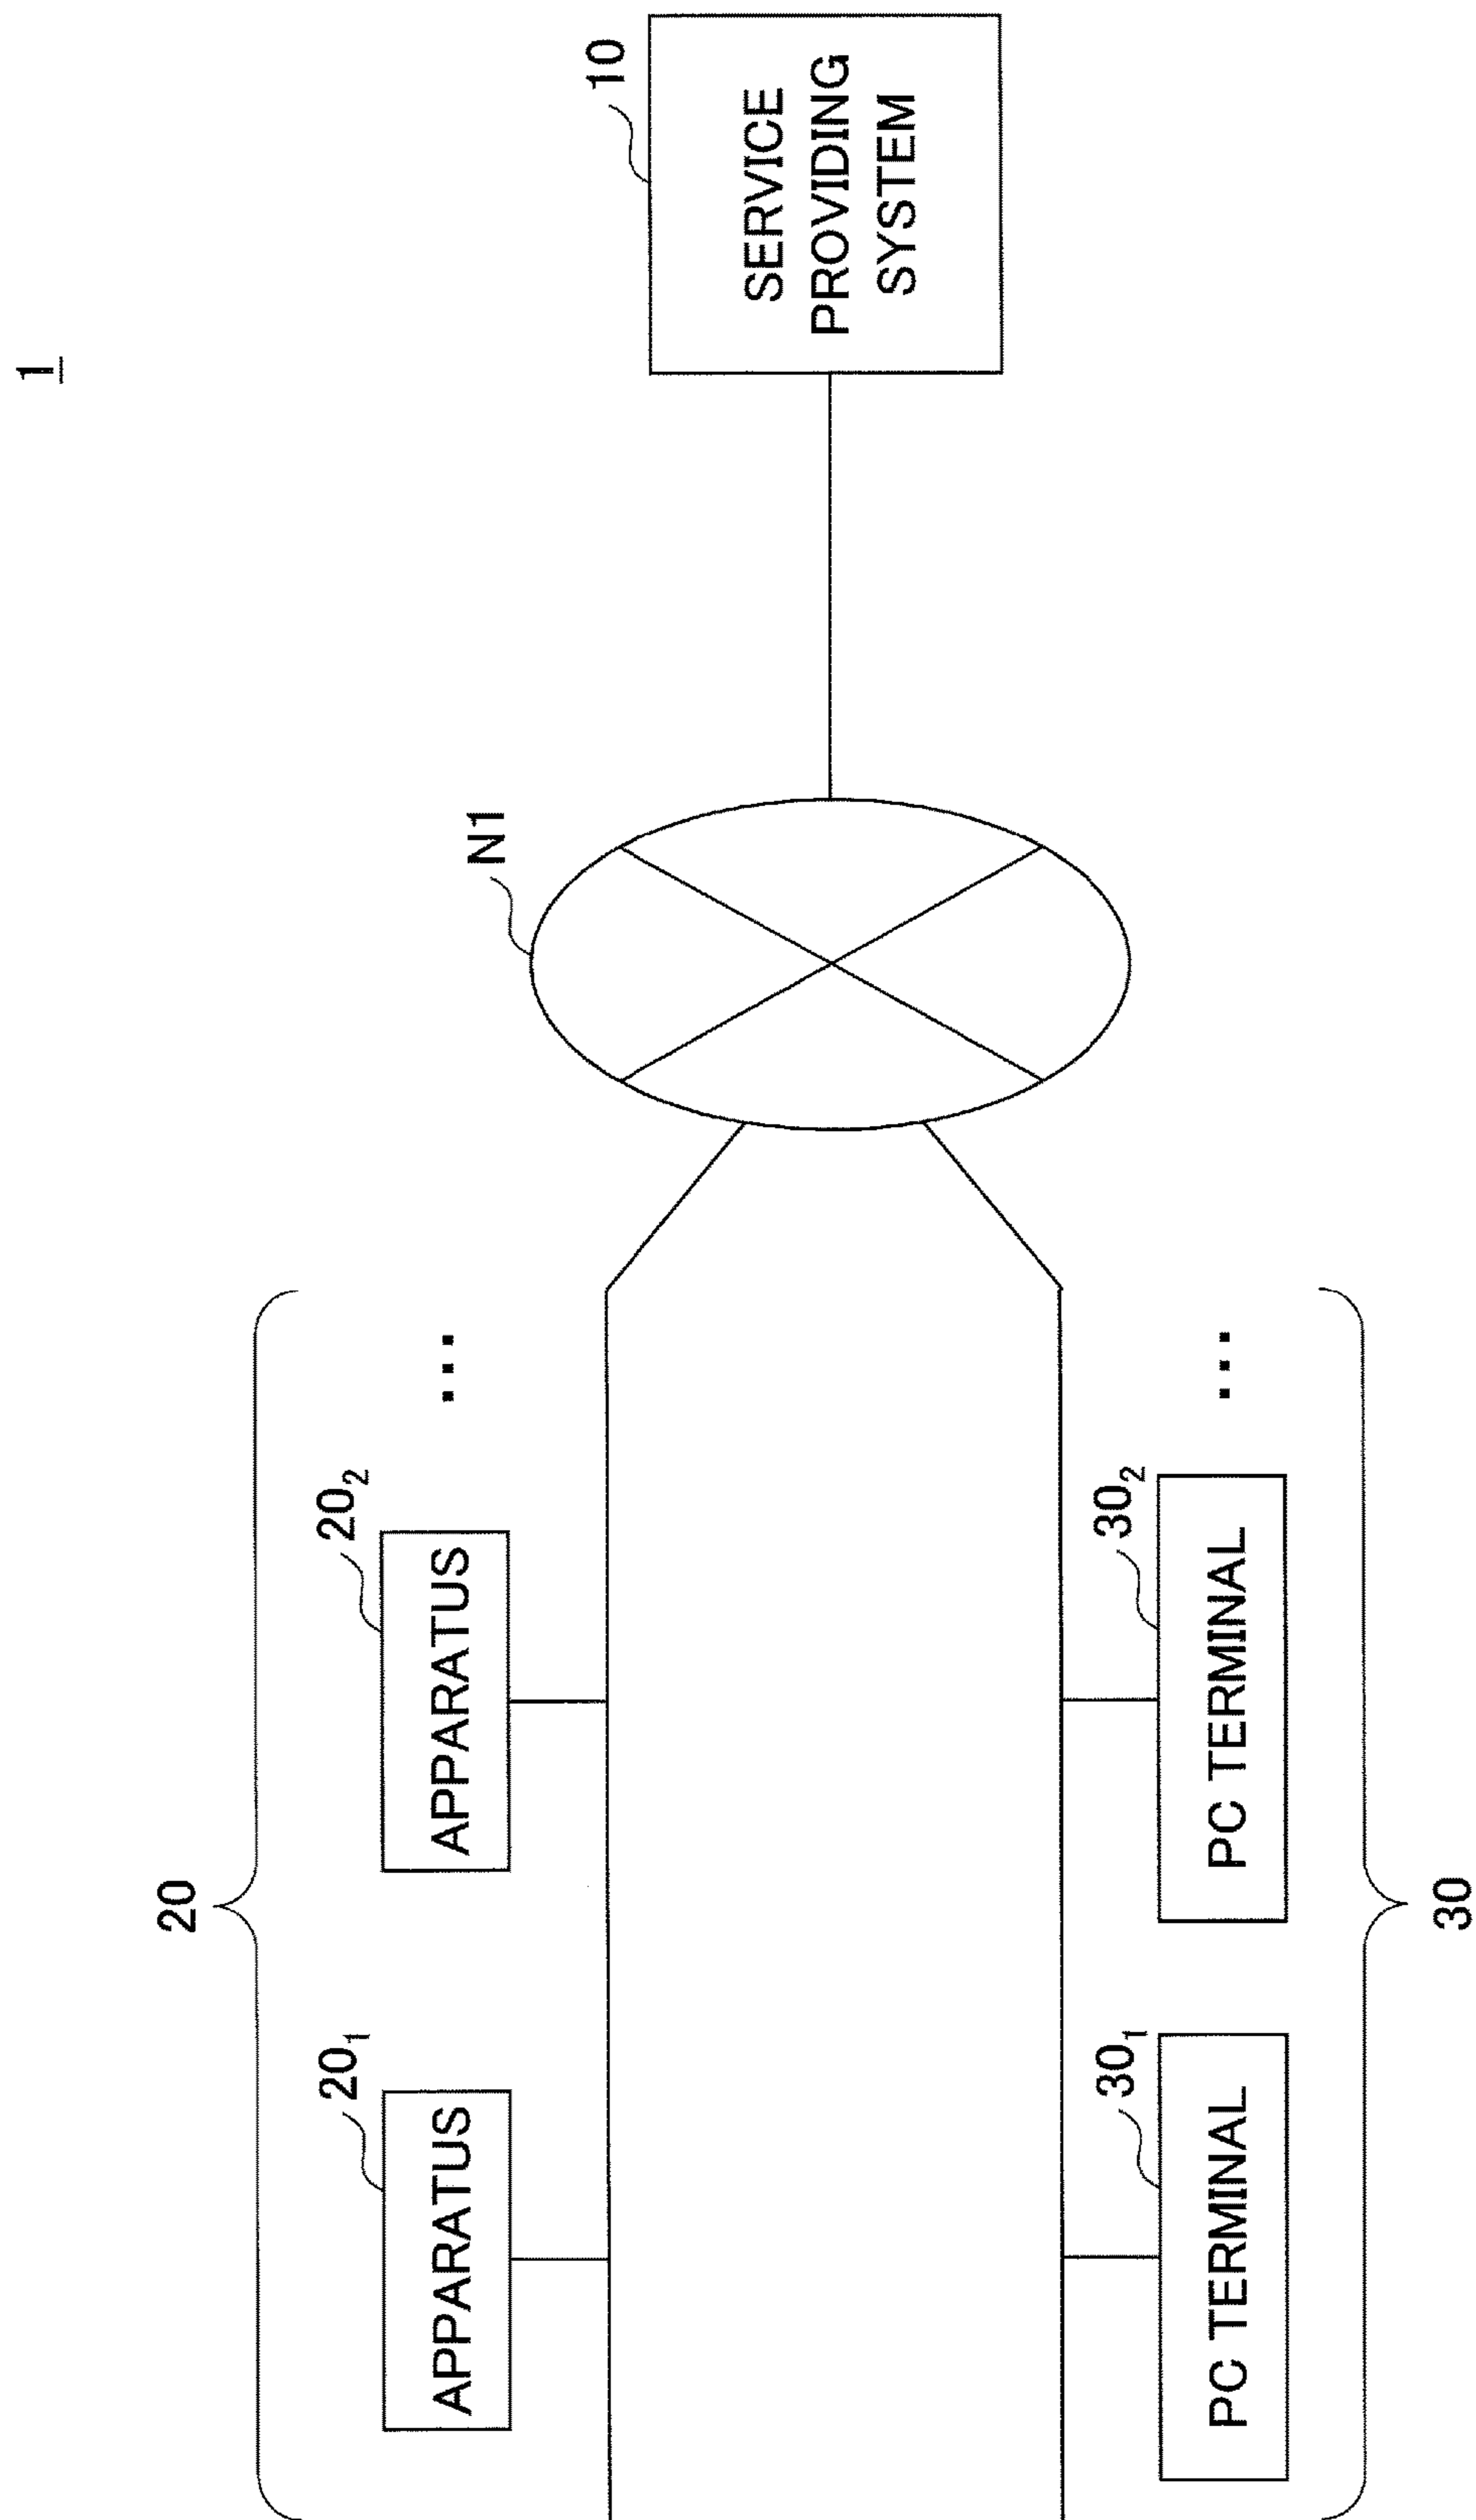 1
20
20₁
20₂
APPARATUS
APPARATUS
...
N1
10
SERVICE
PROVIDING
SYSTEM
30₁
30₂
PC TERMINAL
PC TERMINAL
...
30